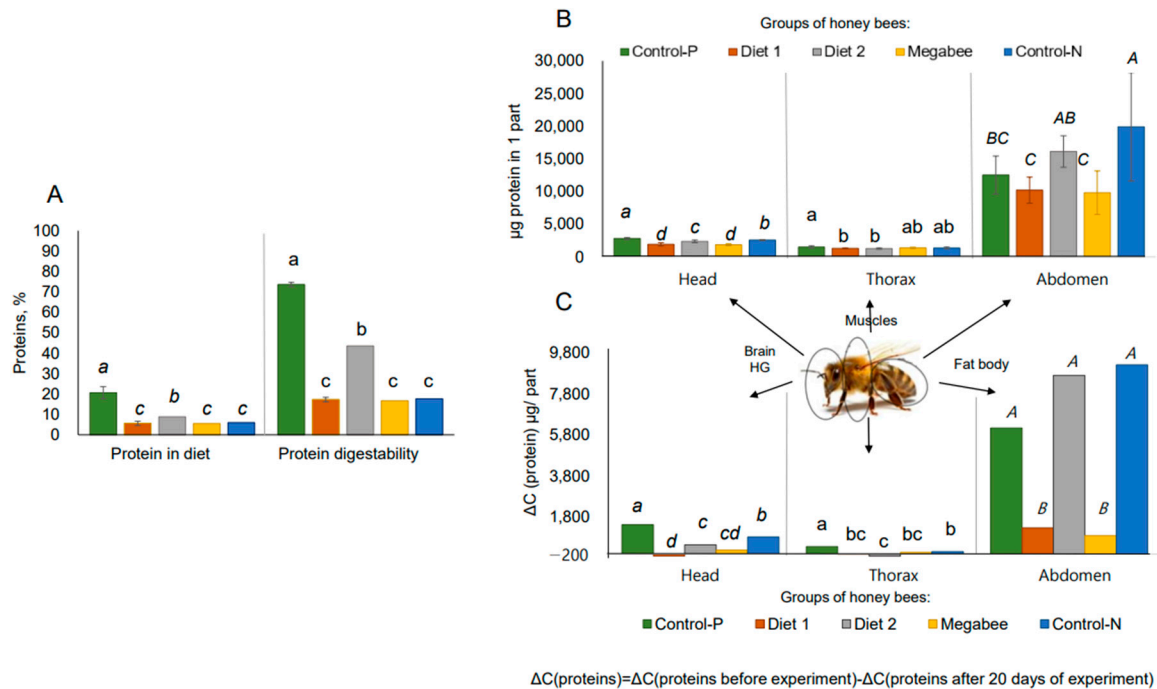 A
Proteins, %
100
90
80
70
60
50
40
30
20
10
0
a
c
b
c
c
a
c
b
c
c
Protein in diet
Protein digestability
B
Groups of honey bees:
Control-P Diet 1 Diet 2 Megabee Control-N
µg protein in 1 part
30,000
25,000
20,000
15,000
10,000
5,000
0
a
d
c
d
b
a
b
b
ab
ab
BC
C
AB
C
A
Head
Thorax
Abdomen
Muscles
Brain
HG
Fat body
C
ΔC (protein) µg/ part
9,800
7,800
5,800
3,800
1,800
−200
a
d
c
cd
b
a
bc
c
bc
b
A
B
A
B
A
Head
Thorax
Abdomen
Groups of honey bees:
Control-P Diet 1 Diet 2 Megabee Control-N
ΔC(proteins)=ΔC(proteins before experiment)-ΔC(proteins after 20 days of experiment)